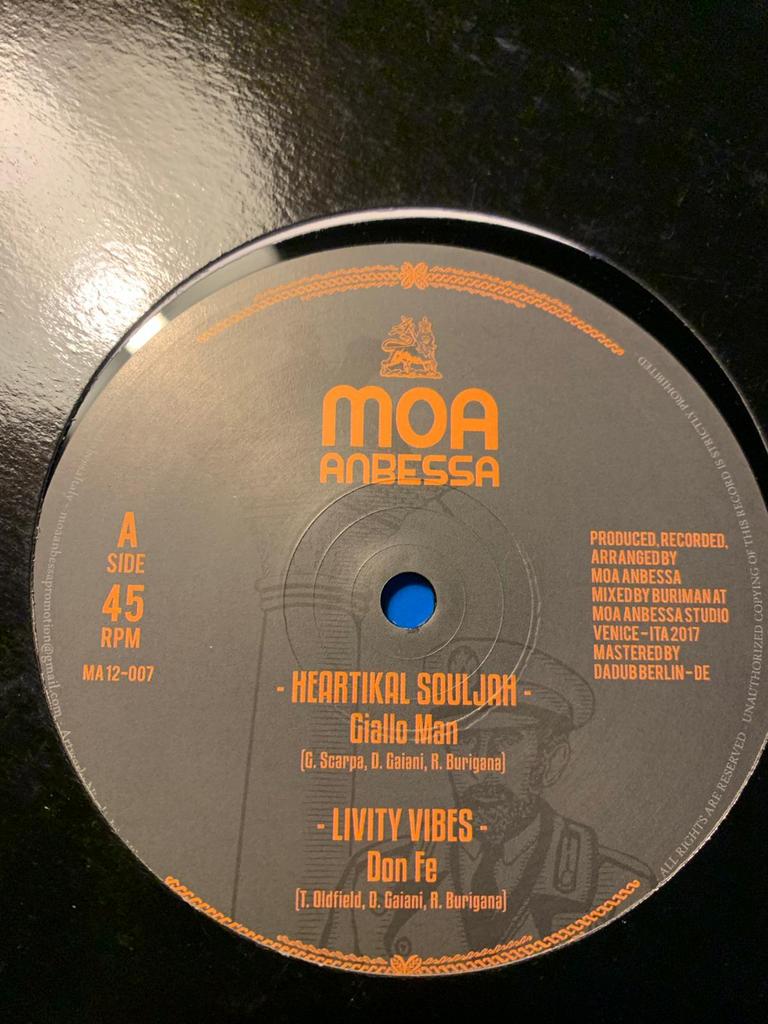 MOA
ANBESSA
A
SIDE
45
RPM
MA12-007
PRODUCED, RECORDED,
ARRANGED BY
MOA ANBESSA
MIXED BY BURIMAN AT
MOA ANBESSA STUDIO
VENICE - ITA 2017
MASTERED BY
DADUB BERLIN - DE
- HEARTIKAL SOULJAH -
Giallo Man
(G. Scarpa, D. Gaiani, R. Burigana)
- LIVITY VIBES -
Don Fe
(T. Oldfield, D. Gaiani, R. Burigana)
ALL RIGHTS ARE RESERVED - UNAUTHORIZED COPYING OF THIS RECORD IS STRICTLY PROHIBITED
Italy - moaanbessapromotion@gmail.com -